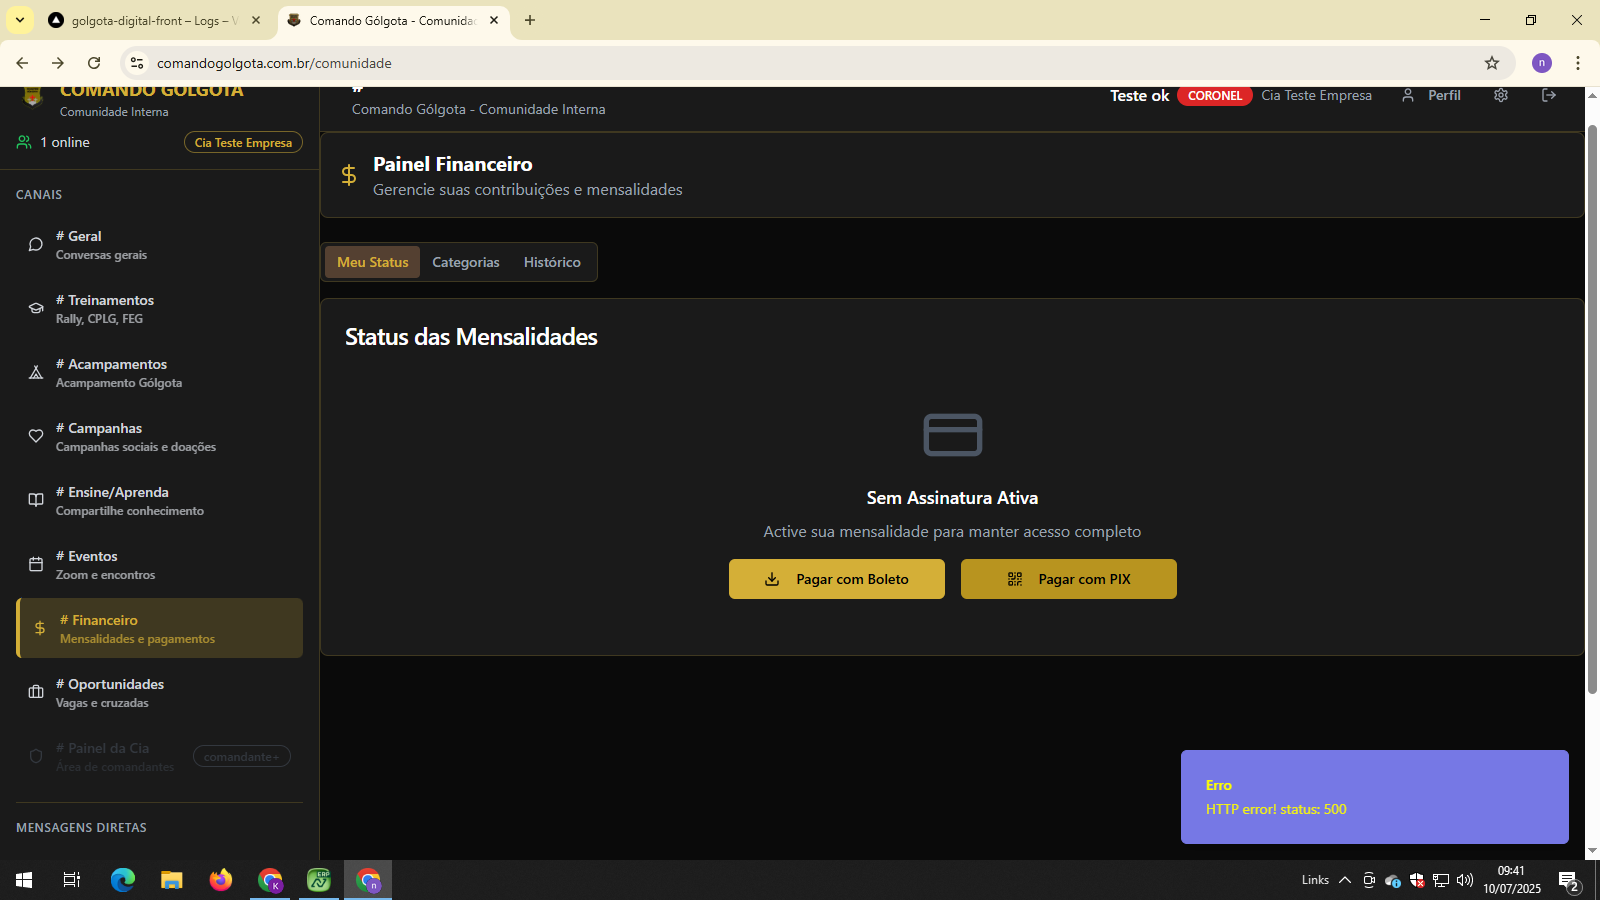 golgota-digital-front – Logs – V
Comando Gólgota - Comunidad
comandogolgota.com.br/comunidade
n
COMANDO GÓLGOTA
Comunidade Interna
1 online
Cia Teste Empresa
CANAIS
# Geral
Conversas gerais
# Treinamentos
Rally, CPLG, FEG
# Acampamentos
Acampamento Gólgota
# Campanhas
Campanhas sociais e doações
# Ensine/Aprenda
Compartilhe conhecimento
# Eventos
Zoom e encontros
# Financeiro
Mensalidades e pagamentos
# Oportunidades
Vagas e cruzadas
# Painel da Cia
Área de comandantes
comandante+
MENSAGENS DIRETAS
#
Comando Gólgota - Comunidade Interna
Teste ok
CORONEL
Cia Teste Empresa
Perfil
Painel Financeiro
Gerencie suas contribuições e mensalidades
Meu Status
Categorias
Histórico
Status das Mensalidades
Sem Assinatura Ativa
Active sua mensalidade para manter acesso completo
Pagar com Boleto
Pagar com PIX
Erro
HTTP error! status: 500
K
ERP
n
Links
09:41
10/07/2025
2